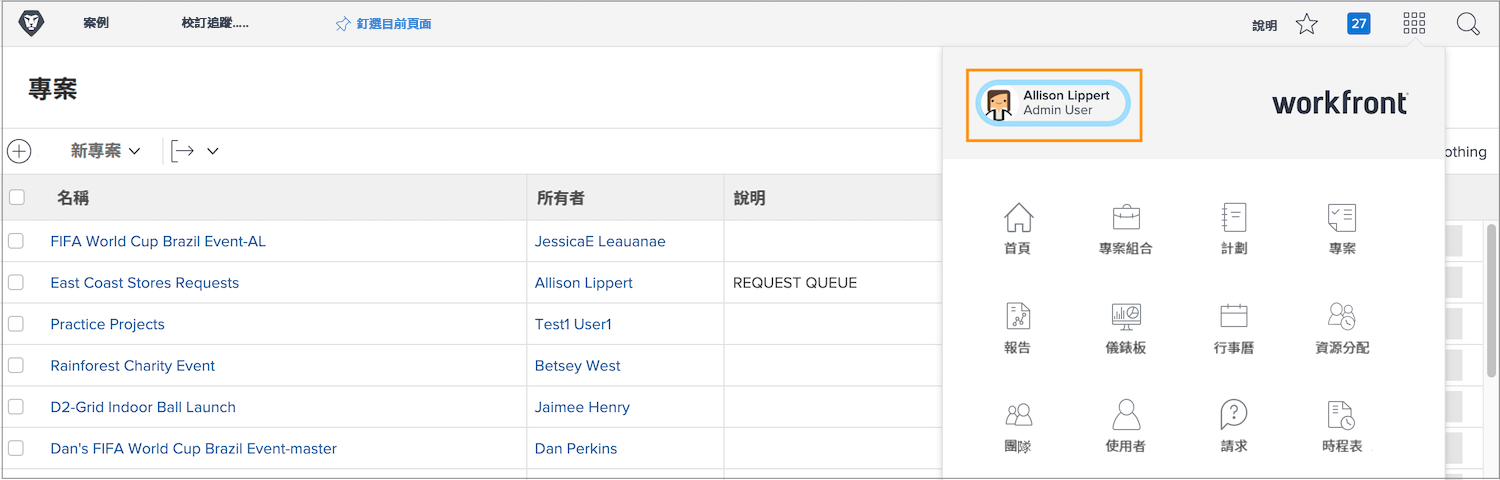 案例 校訂追蹤..... 釘選目前頁面 說明 27
Allison Lippert
Admin User
workfront
專案
新專案
othing
名稱 所有者 說明
FIFA World Cup Brazil Event-AL JessicaE Leauanae
East Coast Stores Requests Allison Lippert REQUEST QUEUE
Practice Projects Test1 User1
Rainforest Charity Event Betsey West
D2-Grid Indoor Ball Launch Jaimee Henry
Dan's FIFA World Cup Brazil Event-master Dan Perkins
首頁 專案組合 計劃 專案
報告 儀錶板 行事曆 資源分配
團隊 使用者 請求 時程表